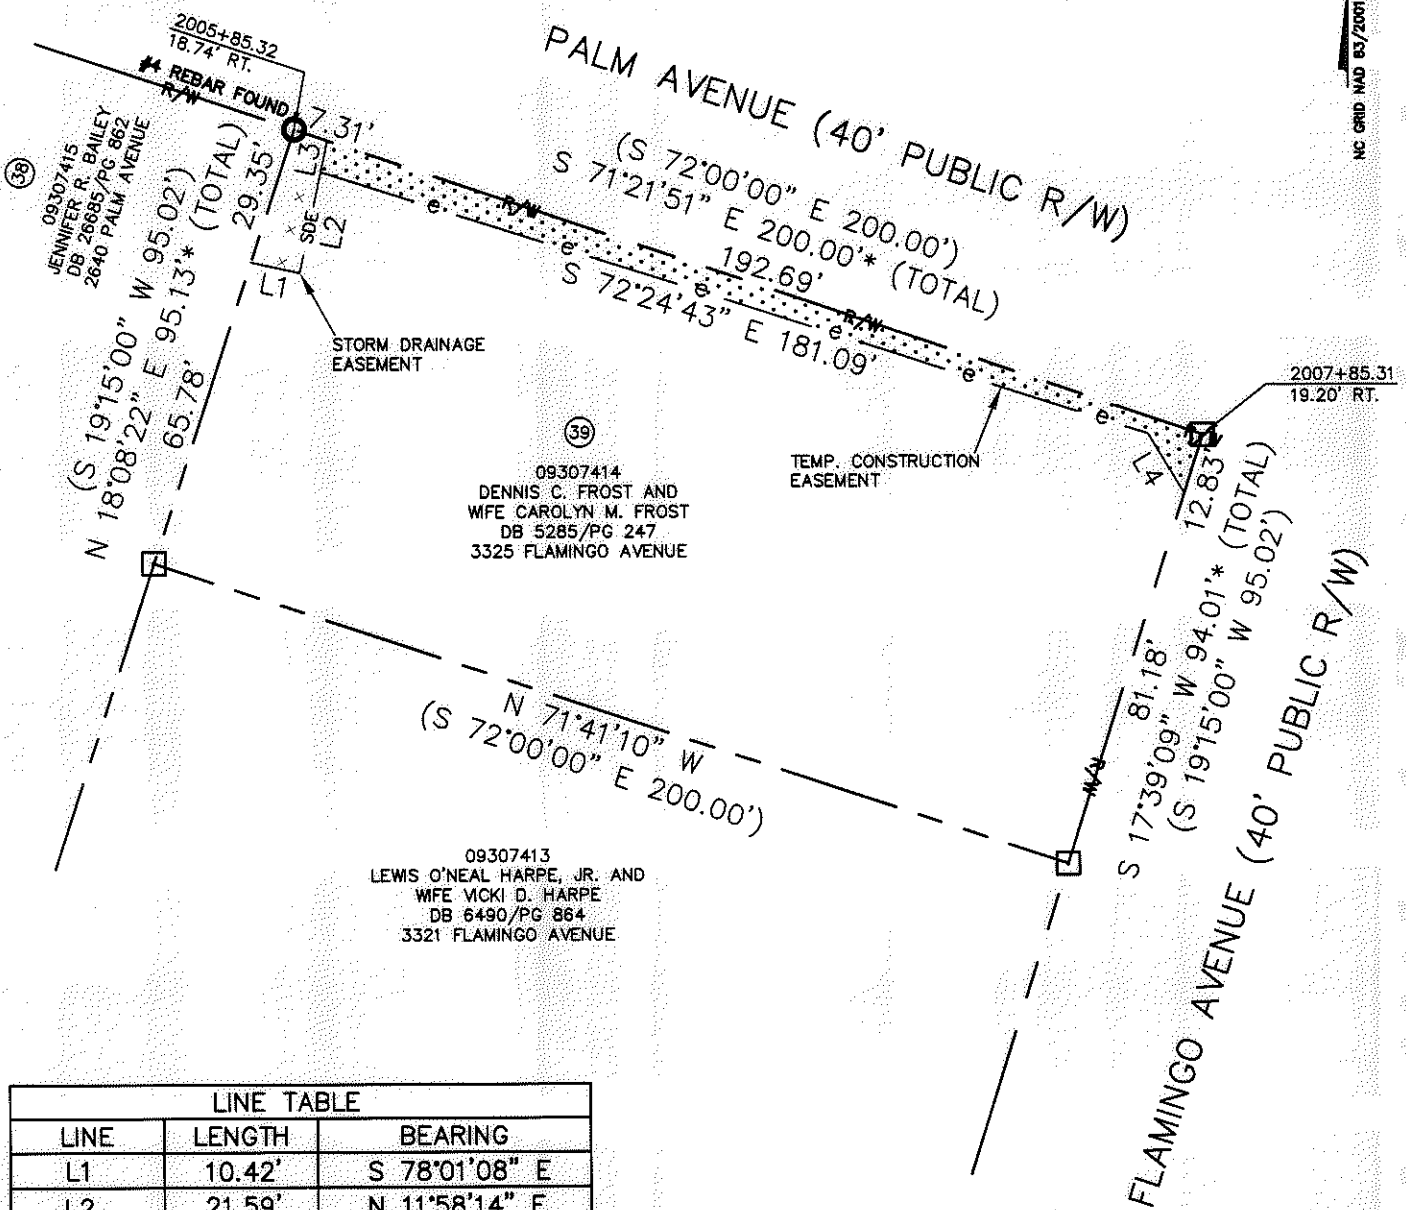 2005+85.32
18.74' RT.
#4 REBAR FOUND
R/W
7.31'
PALM AVENUE (40' PUBLIC R/W)
NC GRID NAD 83/2001
(S 72°00'00" E 200.00')
S 71°21'51" E 200.00'* (TOTAL)
192.69'
R/W
R/W
e
e
e
e
e
e
S 72°24'43" E 181.09'
38
09307415
JENNIFER R. BAILEY
DB 26685/PG 862
2640 PALM AVENUE
(S 19°15'00" W 95.02')
N 18°08'22" E 95.13'* (TOTAL)
29.35'
65.78'
L3
SDE
L2
L1
STORM DRAINAGE
EASEMENT
2007+85.31
19.20' RT.
39
09307414
DENNIS C. FROST AND
WIFE CAROLYN M. FROST
DB 5285/PG 247
3325 FLAMINGO AVENUE
TEMP. CONSTRUCTION
EASEMENT
L4
12.83'
81.18'
R/W
S 17°39'09" W 94.01'* (TOTAL)
(S 19°15'00" W 95.02')
FLAMINGO AVENUE (40' PUBLIC R/W)
N 71°41'10" W
(S 72°00'00" E 200.00')
09307413
LEWIS O'NEAL HARPE, JR. AND
WIFE VICKI D. HARPE
DB 6490/PG 864
3321 FLAMINGO AVENUE
LINE TABLE
LINE LENGTH BEARING
L1 10.42' S 78°01'08" E
L2 21.59' N 11°58'14" E